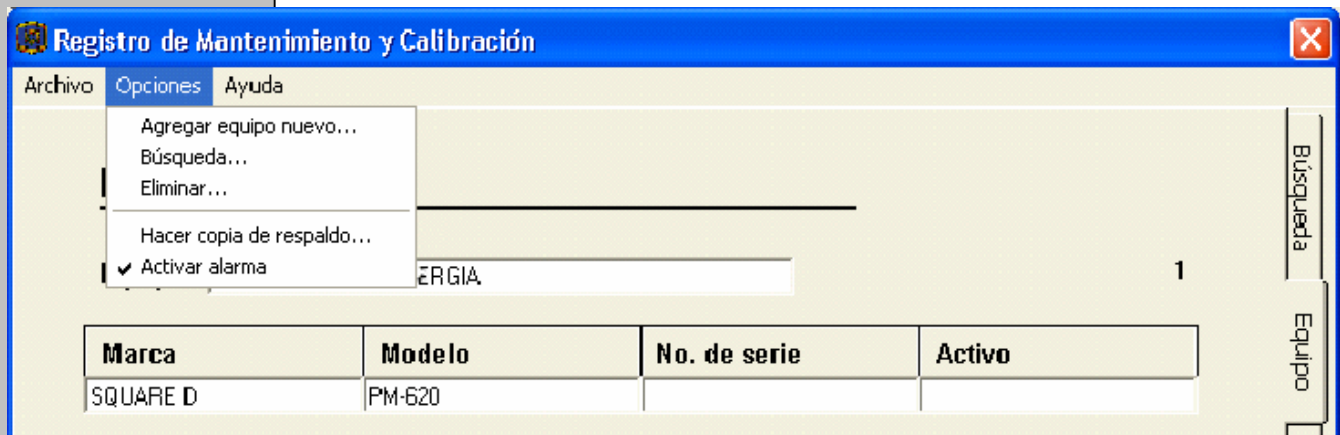 Registro de Mantenimiento y Calibración
Archivo Opciones Ayuda
Agregar equipo nuevo...
Búsqueda...
Eliminar...
Hacer copia de respaldo...
✓ Activar alarma
ERGIA
1
Marca Modelo No. de serie Activo
SQUARE D PM-620
Búsqueda
Equipo